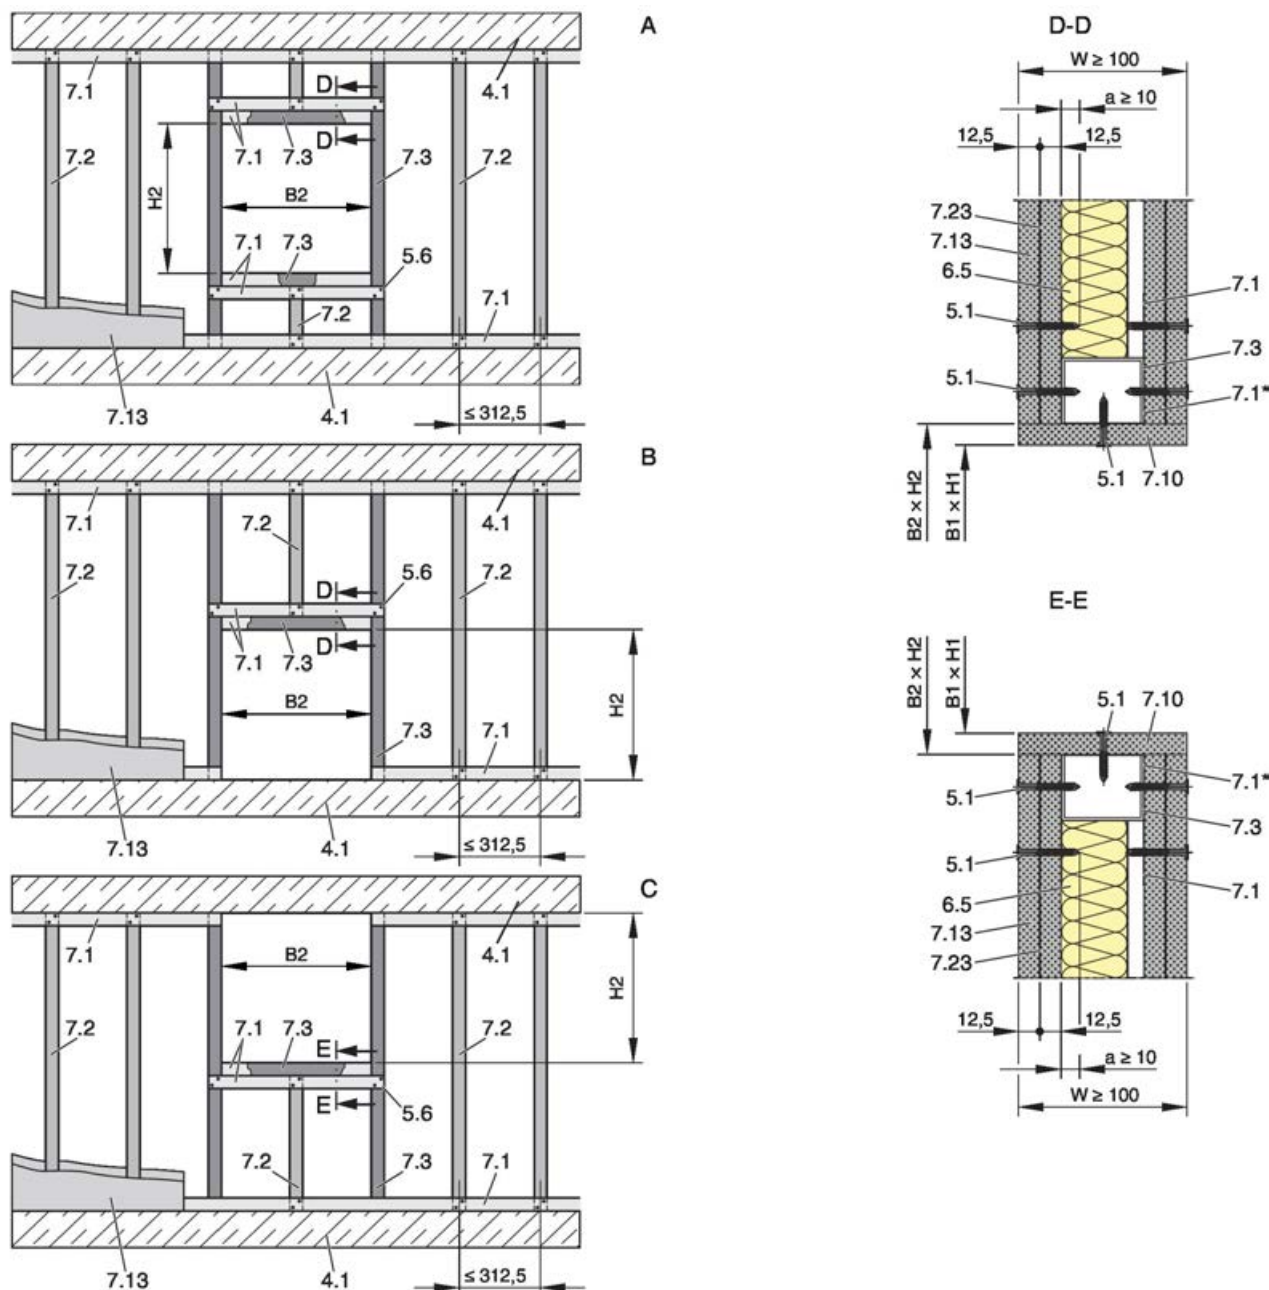 A
7.1
D
4.1
7.2
7.1
7.3
D
7.3
7.2
H2
B2
7.1
7.3
5.6
7.2
7.1
7.13
4.1
≤ 312,5
B
7.1
7.2
4.1
7.2
D
5.6
7.2
7.1
7.3
D
B2
H2
7.3
7.1
7.13
4.1
≤ 312,5
C
7.1
B2
4.1
H2
7.2
7.1
7.3
E
7.2
E
5.6
7.2
7.3
7.1
7.13
4.1
≤ 312,5
D-D
W ≥ 100
a ≥ 10
12,5
12,5
7.23
7.13
6.5
7.1
5.1
7.3
5.1
7.1*
5.1
7.10
B2 × H2
B1 × H1
E-E
B2 × H2
B1 × H1
5.1
7.10
7.1*
5.1
7.3
5.1
6.5
7.1
7.13
7.23
12,5
12,5
a ≥ 10
W ≥ 100